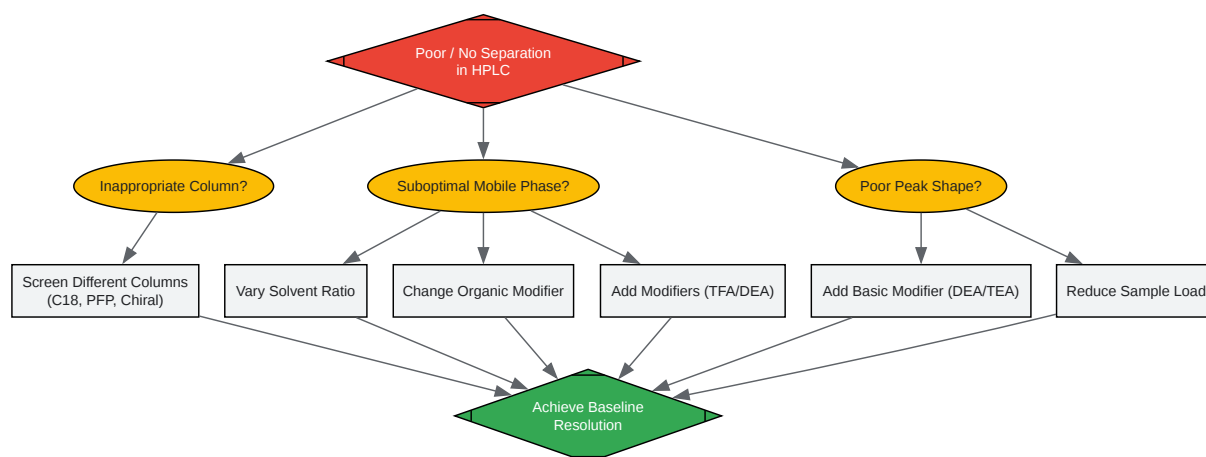 Poor / No Separation
in HPLC
Inappropriate Column?
Suboptimal Mobile Phase?
Poor Peak Shape?
Screen Different Columns
(C18, PFP, Chiral)
Vary Solvent Ratio
Change Organic Modifier
Add Modifiers (TFA/DEA)
Add Basic Modifier (DEA/TEA)
Reduce Sample Load
Achieve Baseline
Resolution